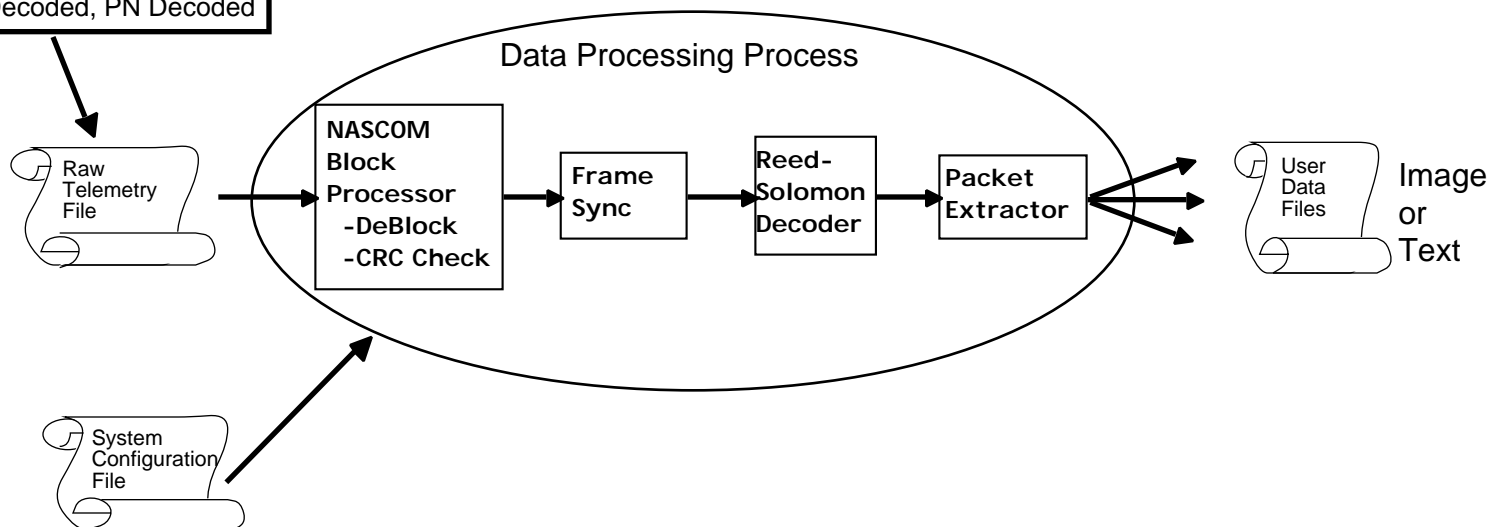 Decoded, PN Decoded
Data Processing Process
Raw
Telemetry
File
NASCOM
Block
Processor
-DeBlock
-CRC Check
Frame
Sync
Reed-
Solomon
Decoder
Packet
Extractor
User
Data
Files
Image
or
Text
System
Configuration
File